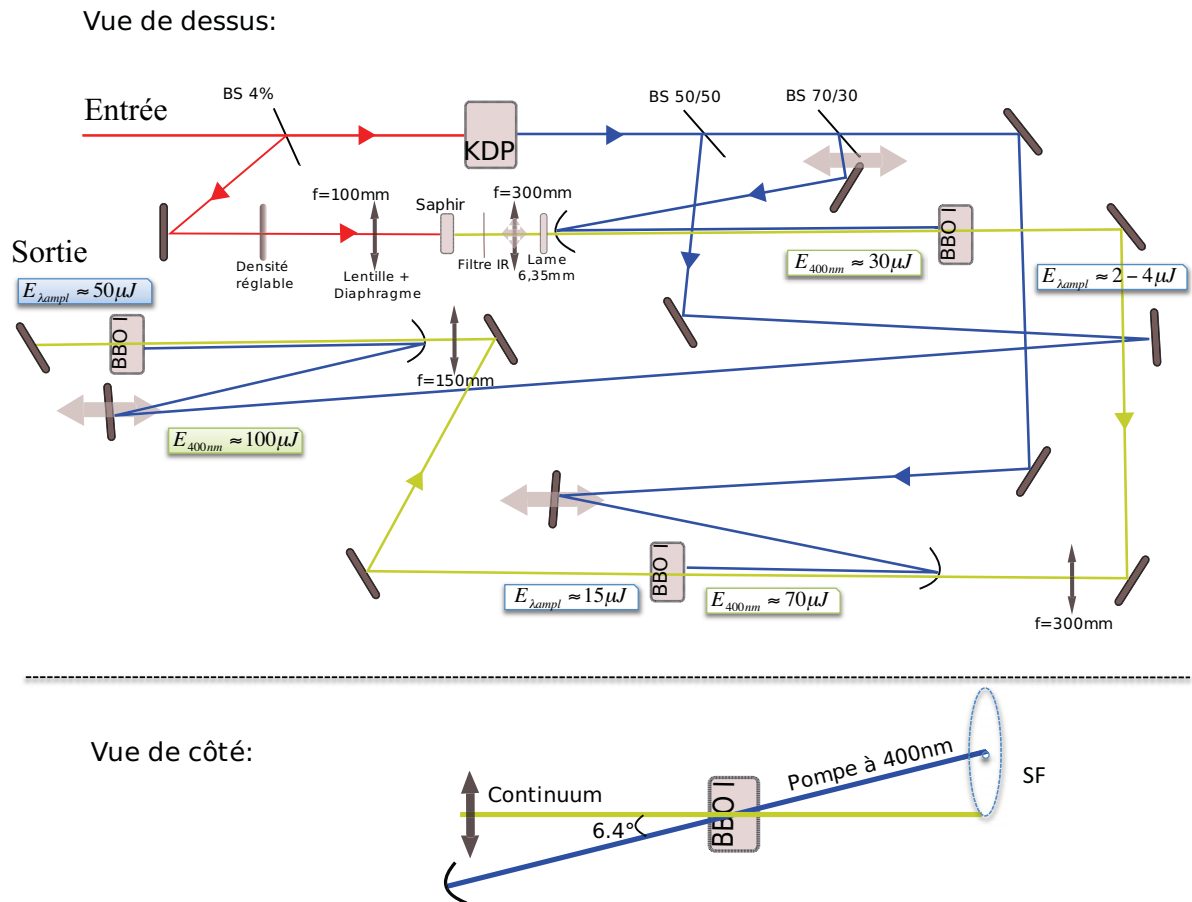 Vue de dessus:
BS 4%
BS 50/50
BS 70/30
Entrée
KDP
f=100mm
f=300mm
Saphir
Sortie
Densité
réglable
Lentille +
Diaphragme
Filtre IR
Lame
6,35mm
BBO I
E400nm ≈ 30μJ
Eλampl ≈ 2 – 4μJ
Eλampl ≈ 50μJ
BBO I
f=150mm
E400nm ≈ 100μJ
BBO I
Eλampl ≈ 15μJ
E400nm ≈ 70μJ
f=300mm
Vue de côté:
Continuum
6.4°
BBO I
Pompe à 400nm
SF